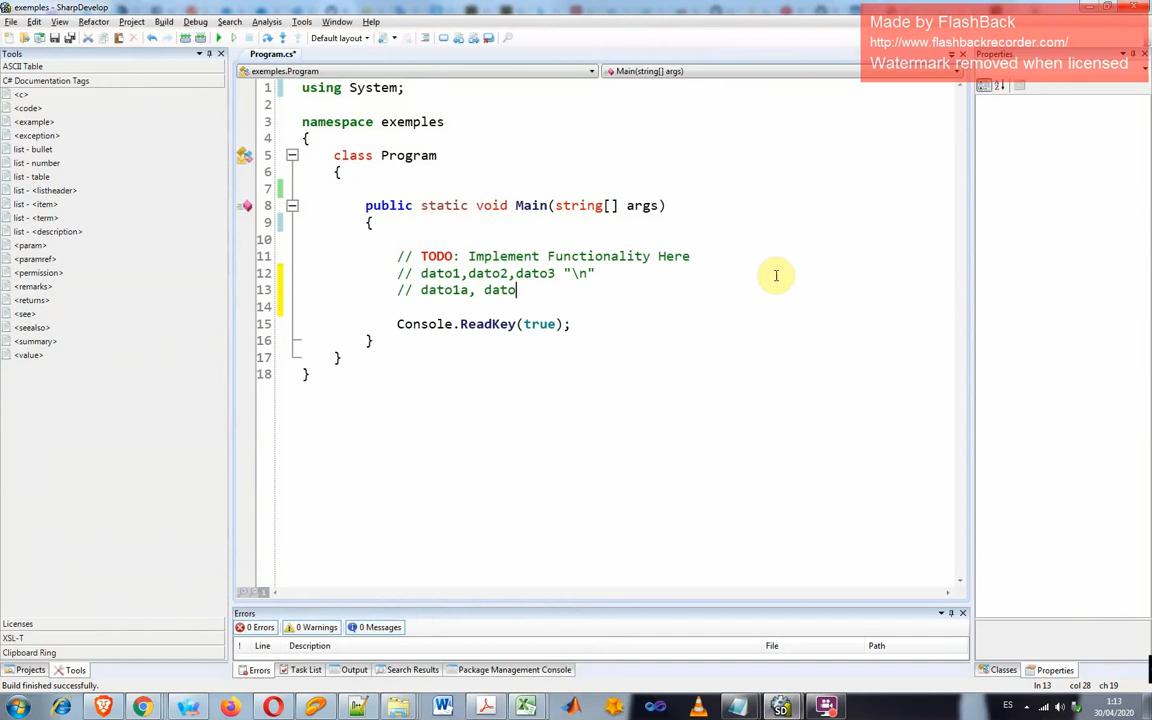 exemples - SharpDevelop
File Edit View Refactor Project Build Debug Search Analysis Tools Window Help
Default layout
Made by FlashBack
http://www.flashbackrecorder.com/
Watermark removed when licensed
Tools
ASCII Table
C# Documentation Tags
<c>
<code>
<example>
<exception>
list - bullet
list - number
list - table
list - <listheader>
list - <item>
list - <term>
list - <description>
<param>
<paramref>
<permission>
<remarks>
<returns>
<see>
<seealso>
<summary>
<value>
Licenses
XSL-T
Clipboard Ring
Projects Tools
Program.cs*
exemples.Program Main(string[] args)
1 using System;
2
3 namespace exemples
4 {
5 class Program
6 {
7
8 public static void Main(string[] args)
9 {
10
11 // TODO: Implement Functionality Here
12 // dato1,dato2,dato3 "\n"
13 // dato1a, dato
14
15 Console.ReadKey(true);
16 }
17 }
18 }
Errors
0 Errors 0 Warnings 0 Messages
! Line Description File Path
Errors Task List Output Search Results Package Management Console
Properties
Classes Properties
Build finished successfully.
ln 13 col 28 ch 19
ES
1:13
30/04/2020